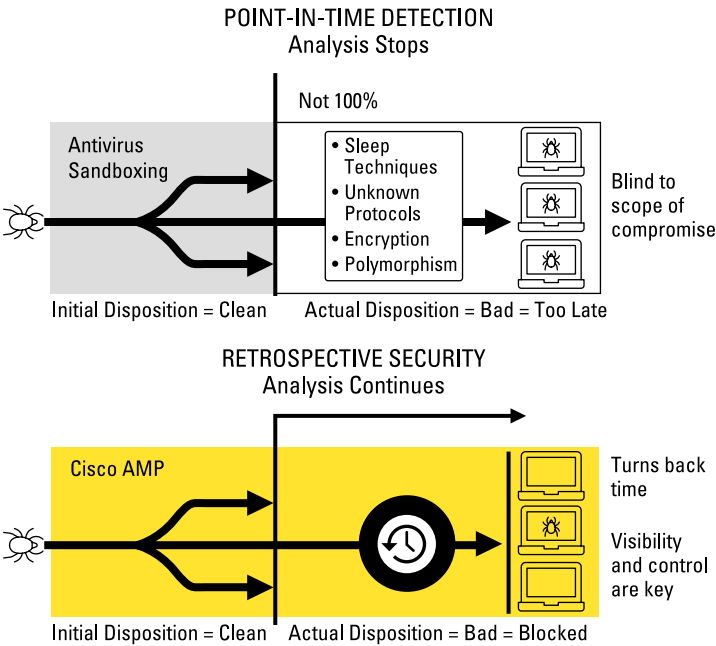 POINT-IN-TIME DETECTION
Analysis Stops
Not 100%
Antivirus
Sandboxing
• Sleep
Techniques
• Unknown
Protocols
• Encryption
• Polymorphism
Blind to
scope of
compromise
Initial Disposition = Clean
Actual Disposition = Bad = Too Late
RETROSPECTIVE SECURITY
Analysis Continues
Cisco AMP
Turns back
time
Visibility
and control
are key
Initial Disposition = Clean
Actual Disposition = Bad = Blocked